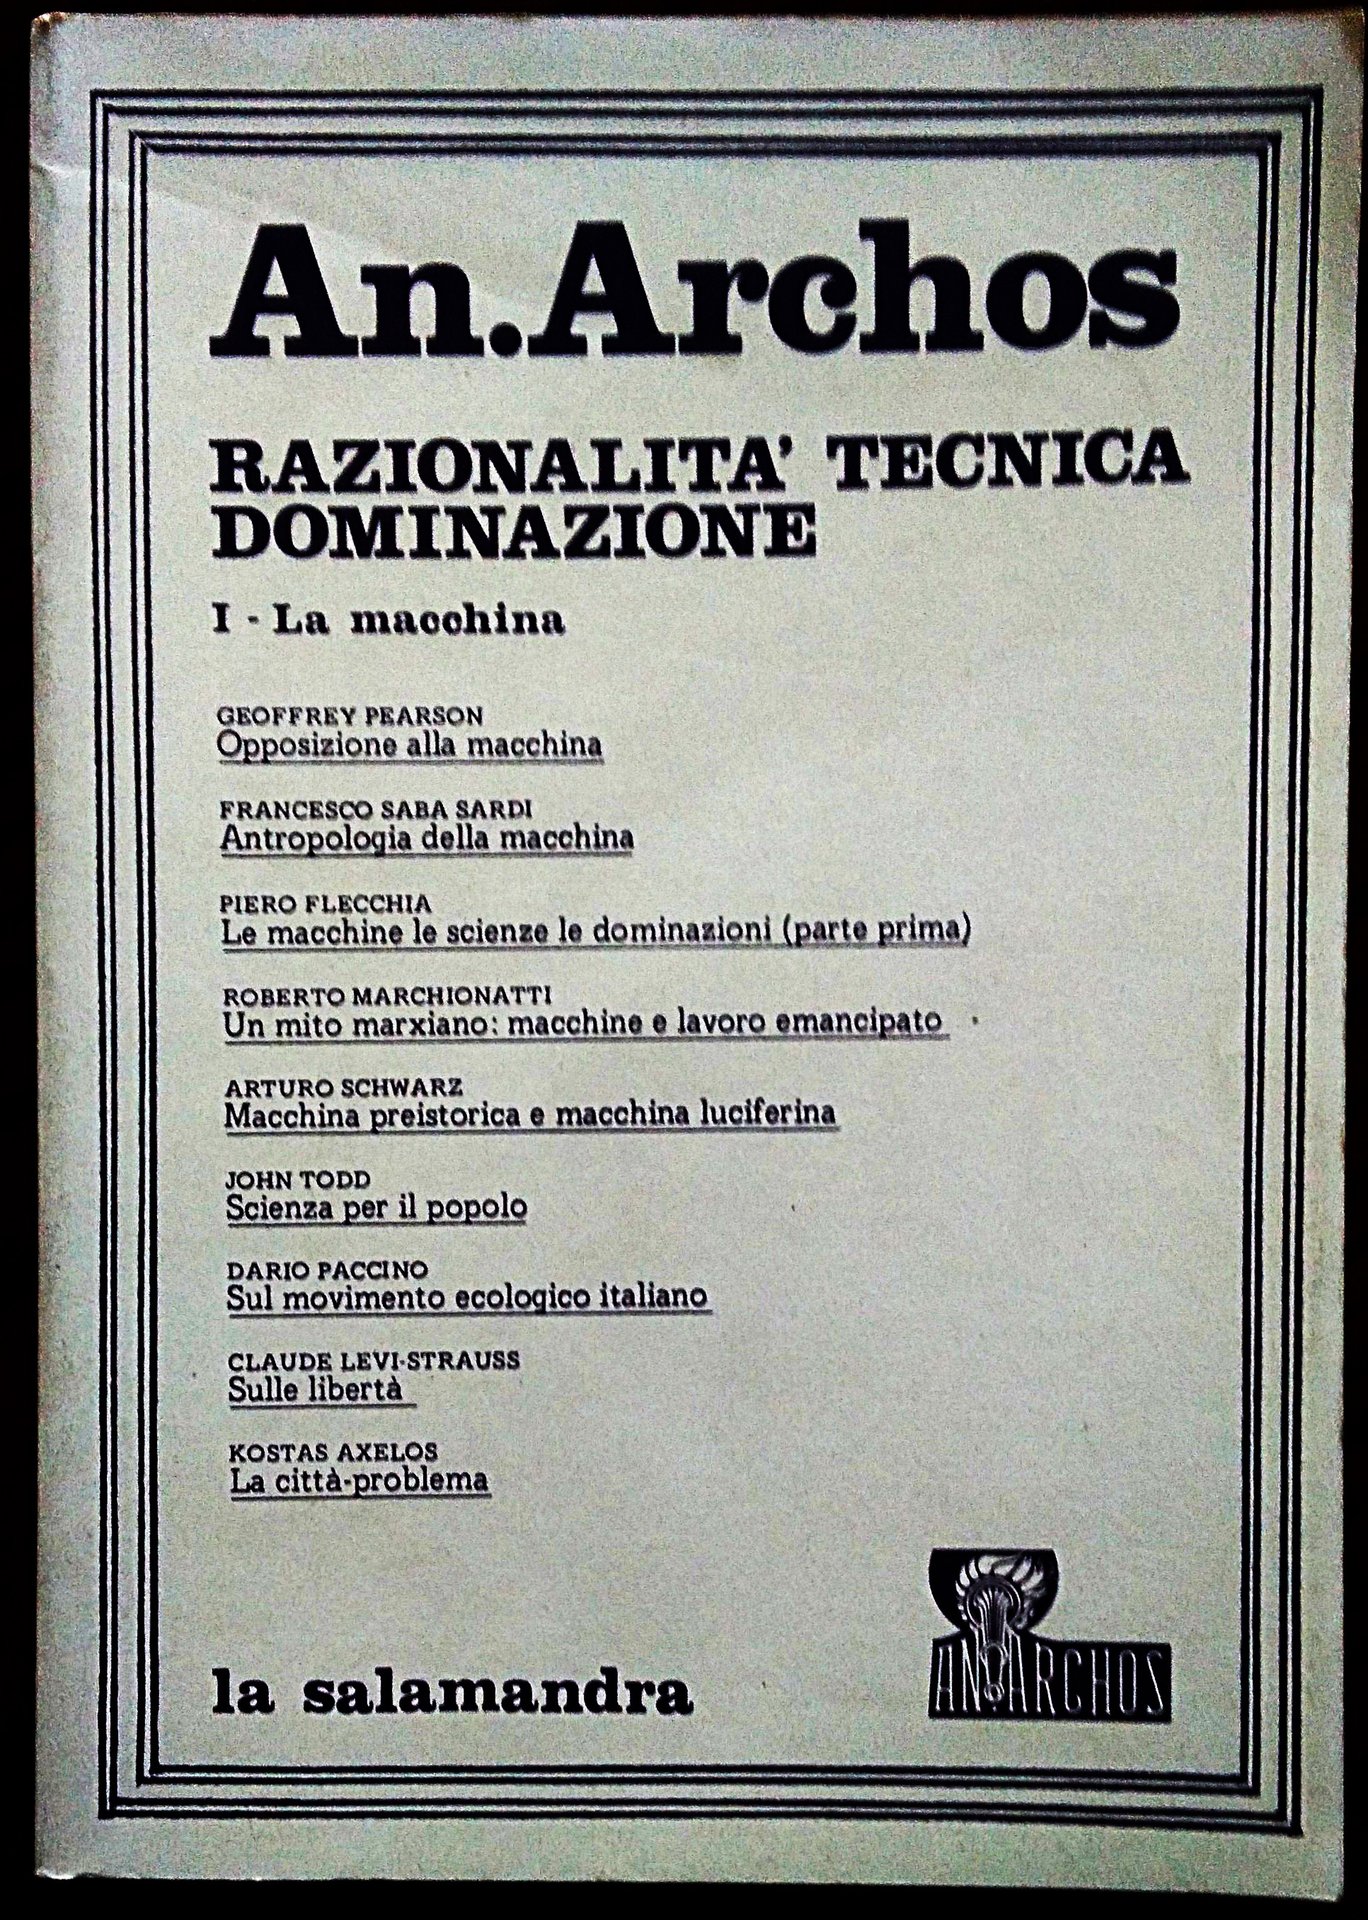 An.Archos
RAZIONALITA' TECNICA
DOMINAZIONE
I - La macchina
GEOFFREY PEARSON
Opposizione alla macchina
FRANCESCO SABA SARDI
Antropologia della macchina
PIERO FLECCHIA
Le macchine le scienze le dominazioni (parte prima)
ROBERTO MARCHIONATTI
Un mito marxiano: macchine e lavoro emancipato
ARTURO SCHWARZ
Macchina preistorica e macchina luciferina
JOHN TODD
Scienza per il popolo
DARIO PACCINO
Sul movimento ecologico italiano
CLAUDE LEVI-STRAUSS
Sulle libertà
KOSTAS AXELOS
La città-problema
la salamandra
AN.ARCHOS